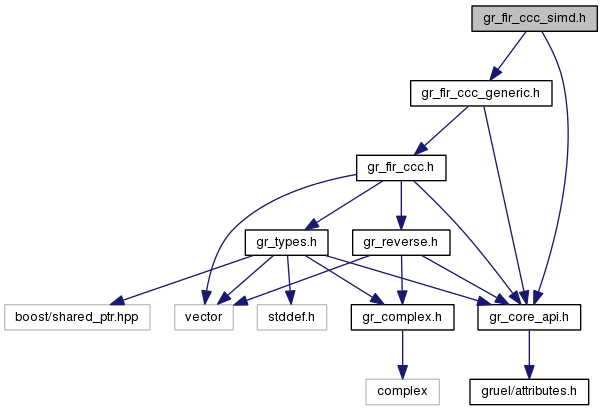 gr_fir_ccc_simd.h
gr_fir_ccc_generic.h
gr_fir_ccc.h
gr_types.h
gr_reverse.h
boost/shared_ptr.hpp
vector
stddef.h
gr_complex.h
gr_core_api.h
complex
gruel/attributes.h